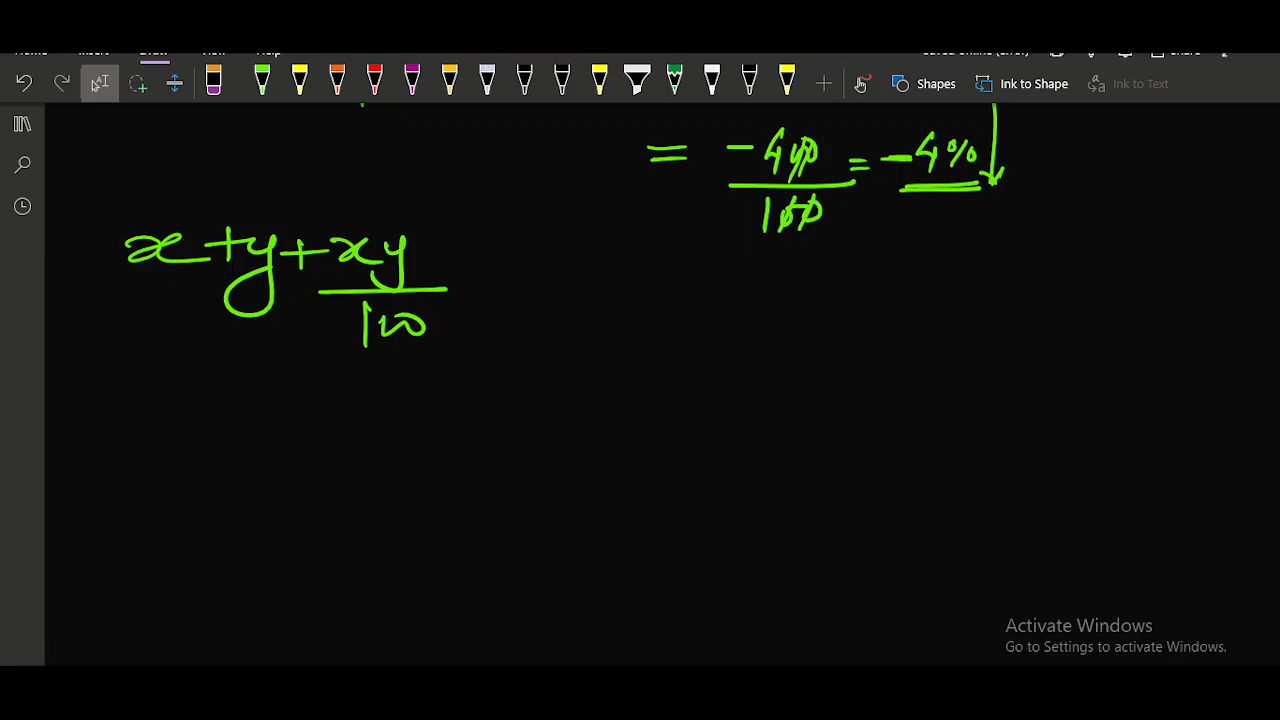 Ink to Shape
Shapes
Ink to Text
= -400/100 = -4%
x+y+xy/100
Activate Windows
Go to Settings to activate Windows.